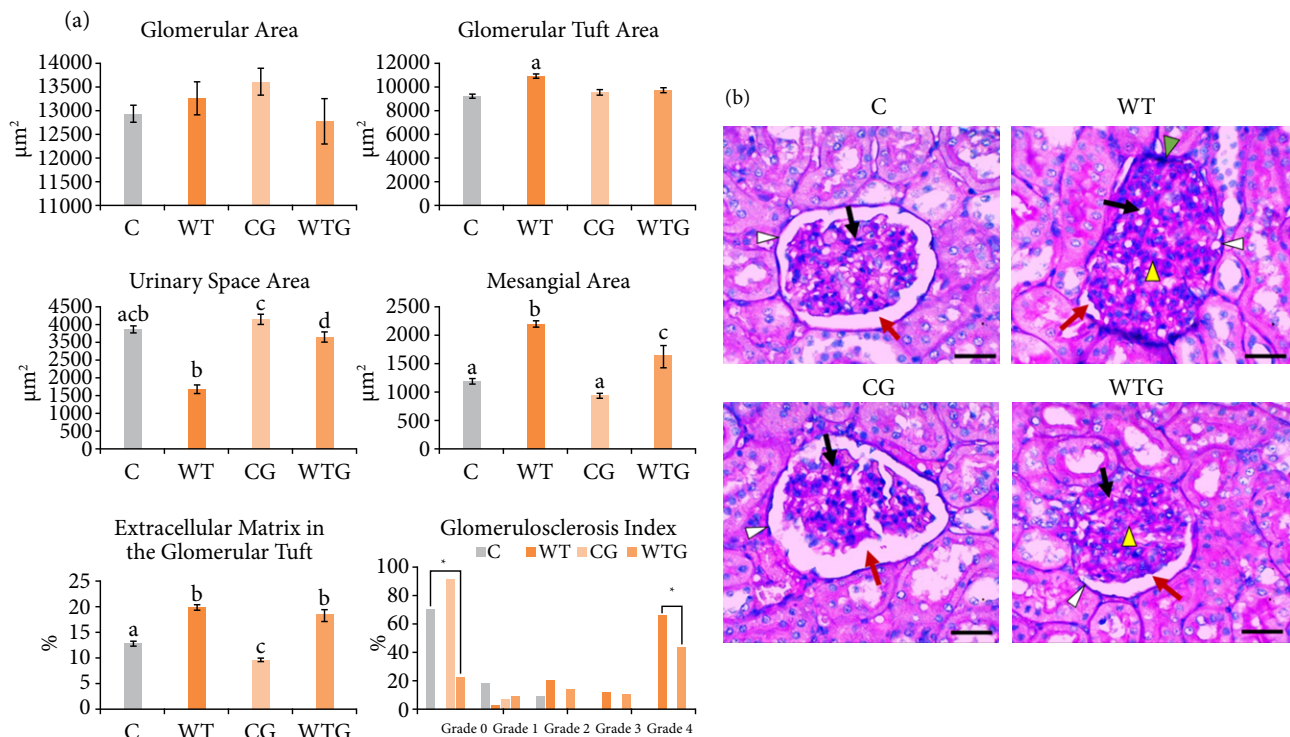 (a)
Glomerular Area
14000
13500
13000
12500
12000
11500
11000
µm²
C WT CG WTG
Glomerular Tuft Area
12000
10000
8000
6000
4000
2000
0
µm²
a
C WT CG WTG
Urinary Space Area
4500
4000
3500
2500
1500
1500
500
0
µm²
acb
b
c
d
C WT CG WTG
Mesangial Area
2500
2000
1500
1000
500
0
µm²
a
b
a
c
C WT CG WTG
Extracellular Matrix in
the Glomerular Tuft
25
20
15
10
5
0
%
a
b
c
b
C WT CG WTG
Glomerulosclerosis Index
C WT CG WTG
100
80
60
40
20
0
%
*
*
Grade 0 Grade 1 Grade 2 Grade 3 Grade 4
(b)
C
WT
CG
WTG